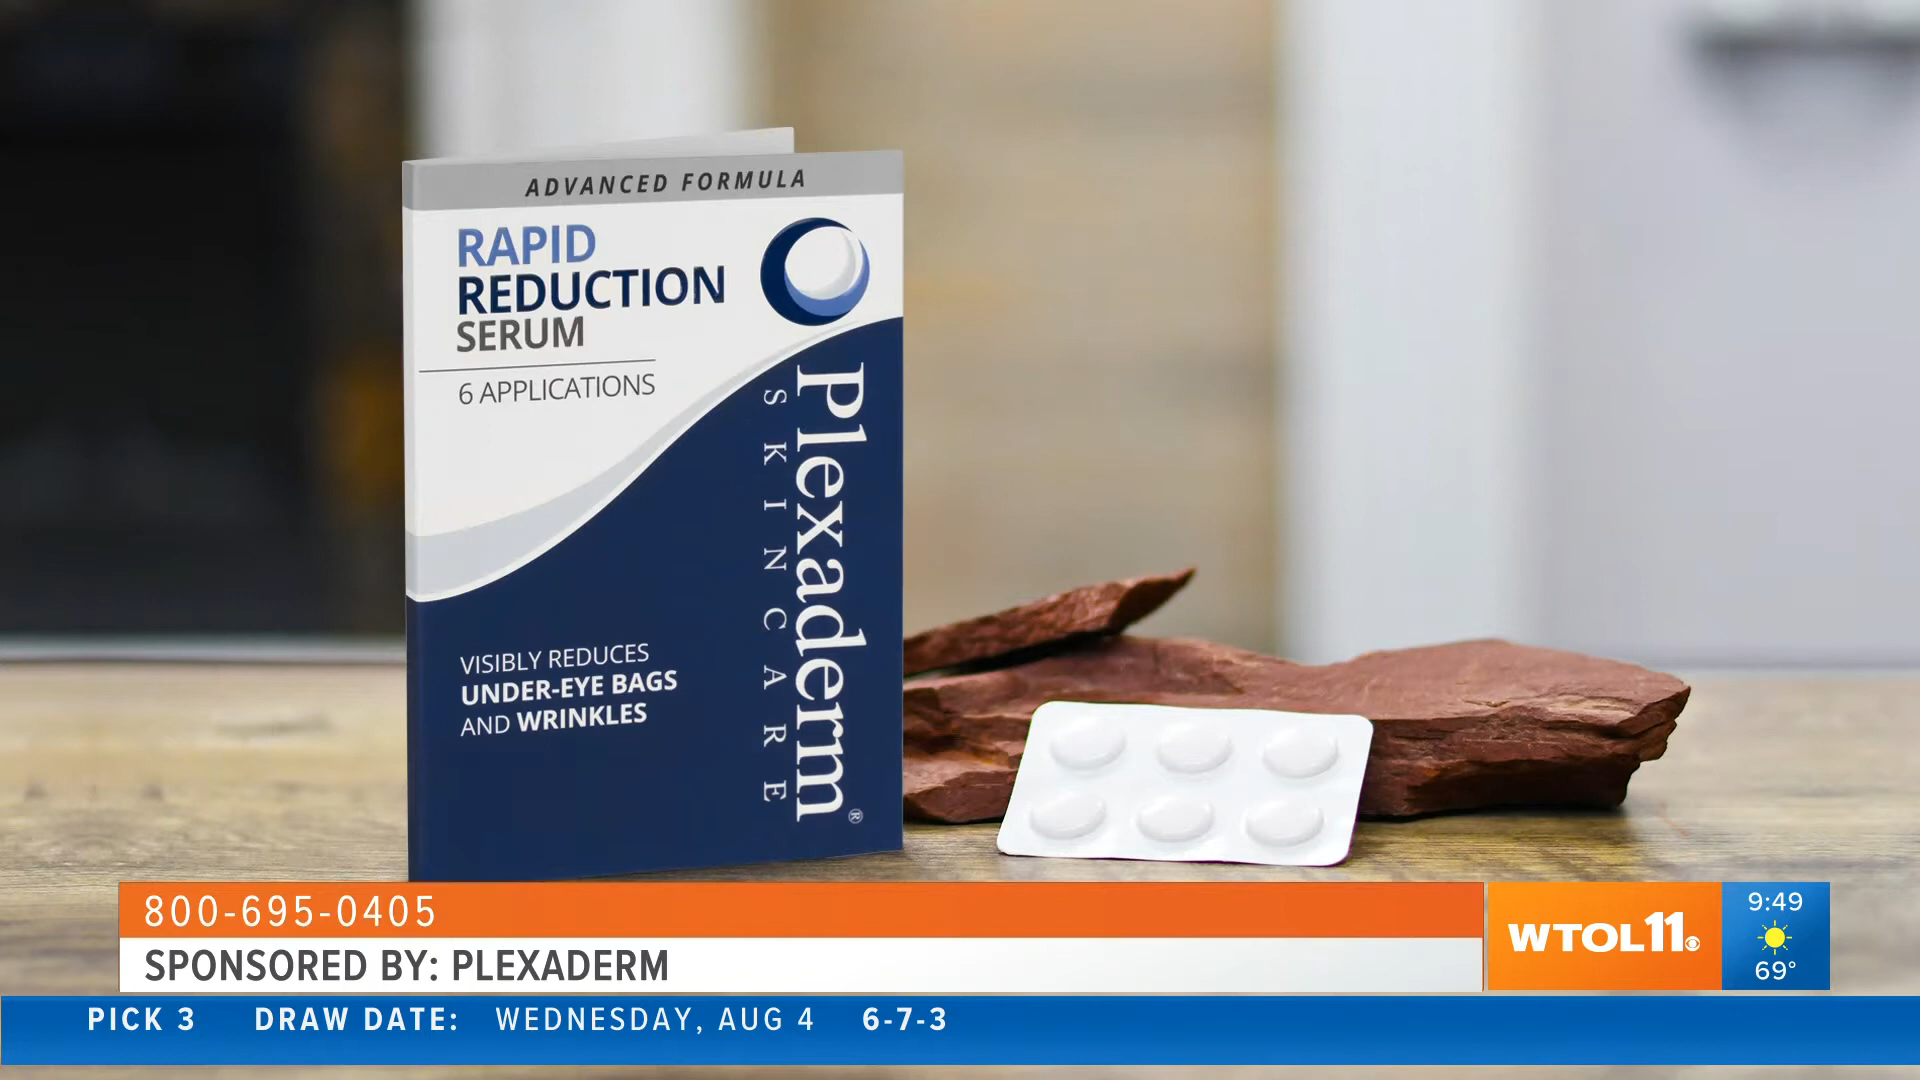 ADVANCED FORMULA
RAPID
REDUCTION
SERUM
6 APPLICATIONS
Plexaderm®
SKINCARE
VISIBLY REDUCES
UNDER-EYE BAGS
AND WRINKLES
800-695-0405
SPONSORED BY: PLEXADERM
WTOL11
9:49
69°
PICK 3 DRAW DATE: WEDNESDAY, AUG 4 6-7-3